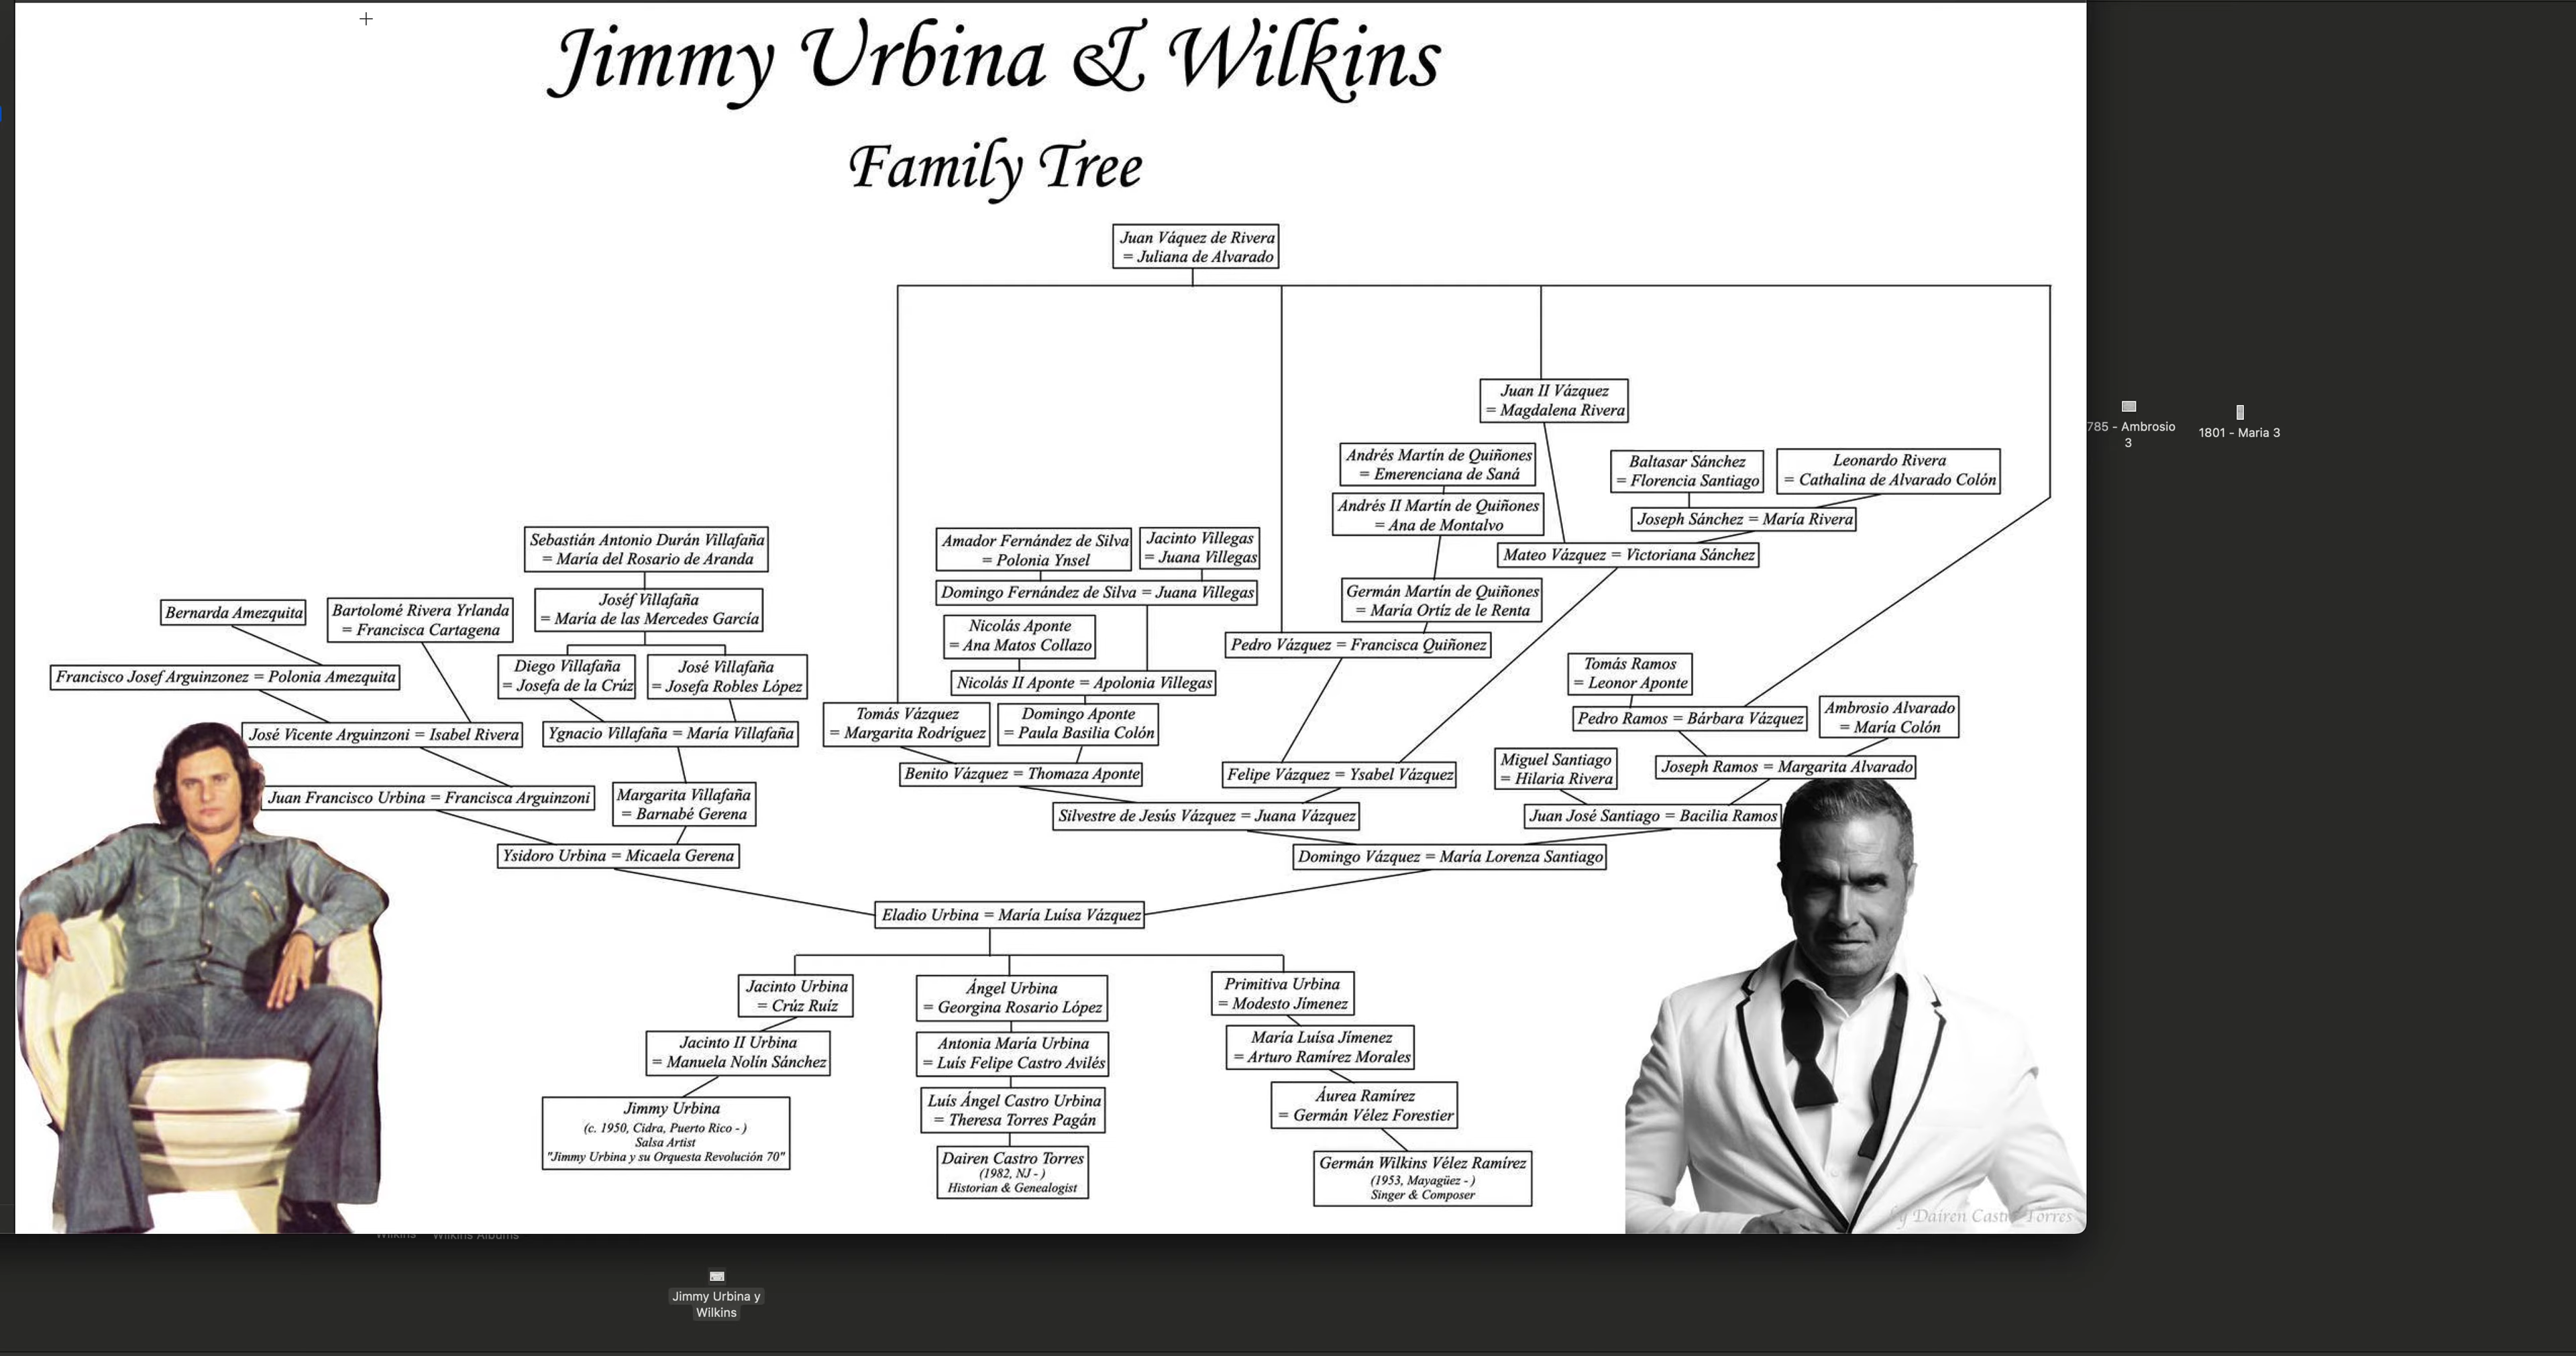 Jimmy Urbina & Wilkins
Family Tree
Juan Váquez de Rivera
= Juliana de Alvarado
Juan II Vázquez
= Magdalena Rivera
Andrés Martín de Quiñones
= Emerenciana de Saná
Baltasar Sánchez
= Florencia Santiago
Leonardo Rivera
= Cathalina de Alvarado Colón
Andrés II Martín de Quiñones
= Ana de Montalvo
Joseph Sánchez = María Rivera
Sebastián Antonio Durán Villafaña
= María del Rosario de Aranda
Amador Fernández de Silva
= Polonia Ynsel
Jacinto Villegas
= Juana Villegas
Mateo Vázquez = Victoriana Sánchez
Domingo Fernández de Silva = Juana Villegas
Germán Martín de Quiñones
= María Ortíz de le Renta
Bernarda Amezquita
Bartolomé Rivera Yrlanda
= Francisca Cartagena
Joséf Villafaña
= María de las Mercedes García
Nicolás Aponte
= Ana Matos Collazo
Pedro Vázquez = Francisca Quiñonez
Francisco Josef Arguinzonez = Polonia Amezquita
Diego Villafaña
= Josefa de la Crúz
José Villafaña
= Josefa Robles López
Nicolás II Aponte = Apolonia Villegas
Tomás Ramos
= Leonor Aponte
José Vicente Arguinzoni = Isabel Rivera
Ygnacio Villafaña = María Villafaña
Tomás Vázquez
= Margarita Rodríguez
Domingo Aponte
= Paula Basilia Colón
Pedro Ramos = Bárbara Vázquez
Ambrosio Alvarado
= María Colón
Benito Vázquez = Thomaza Aponte
Felipe Vázquez = Ysabel Vázquez
Miguel Santiago
= Hilaria Rivera
Joseph Ramos = Margarita Alvarado
Juan Francisco Urbina = Francisca Arguinzoni
Margarita Villafaña
= Barnabé Gerena
Silvestre de Jesús Vázquez = Juana Vázquez
Juan José Santiago = Bacilia Ramos
Ysidoro Urbina = Micaela Gerena
Domingo Vázquez = María Lorenza Santiago
Eladio Urbina = María Luísa Vázquez
Jacinto Urbina
= Crúz Ruíz
Ángel Urbina
= Georgina Rosario López
Primitiva Urbina
= Modesto Jímenez
Jacinto II Urbina
= Manuela Nolín Sánchez
Antonia María Urbina
= Luís Felipe Castro Avilés
María Luísa Jímenez
= Arturo Ramírez Morales
Jimmy Urbina
(c. 1950, Cidra, Puerto Rico - )
Salsa Artist
"Jimmy Urbina y su Orquesta Revolución 70"
Luís Ángel Castro Urbina
= Theresa Torres Pagán
Áurea Ramírez
= Germán Vélez Forestier
Dairen Castro Torres
(1982, NJ - )
Historian & Genealogist
Germán Wilkins Vélez Ramírez
(1953, Mayagüez - )
Singer & Composer
by Dairen Castro Torres
785 - Ambrosio
3
1801 - Maria 3
Wilkins
Wilkins Albums
Jimmy Urbina y
Wilkins